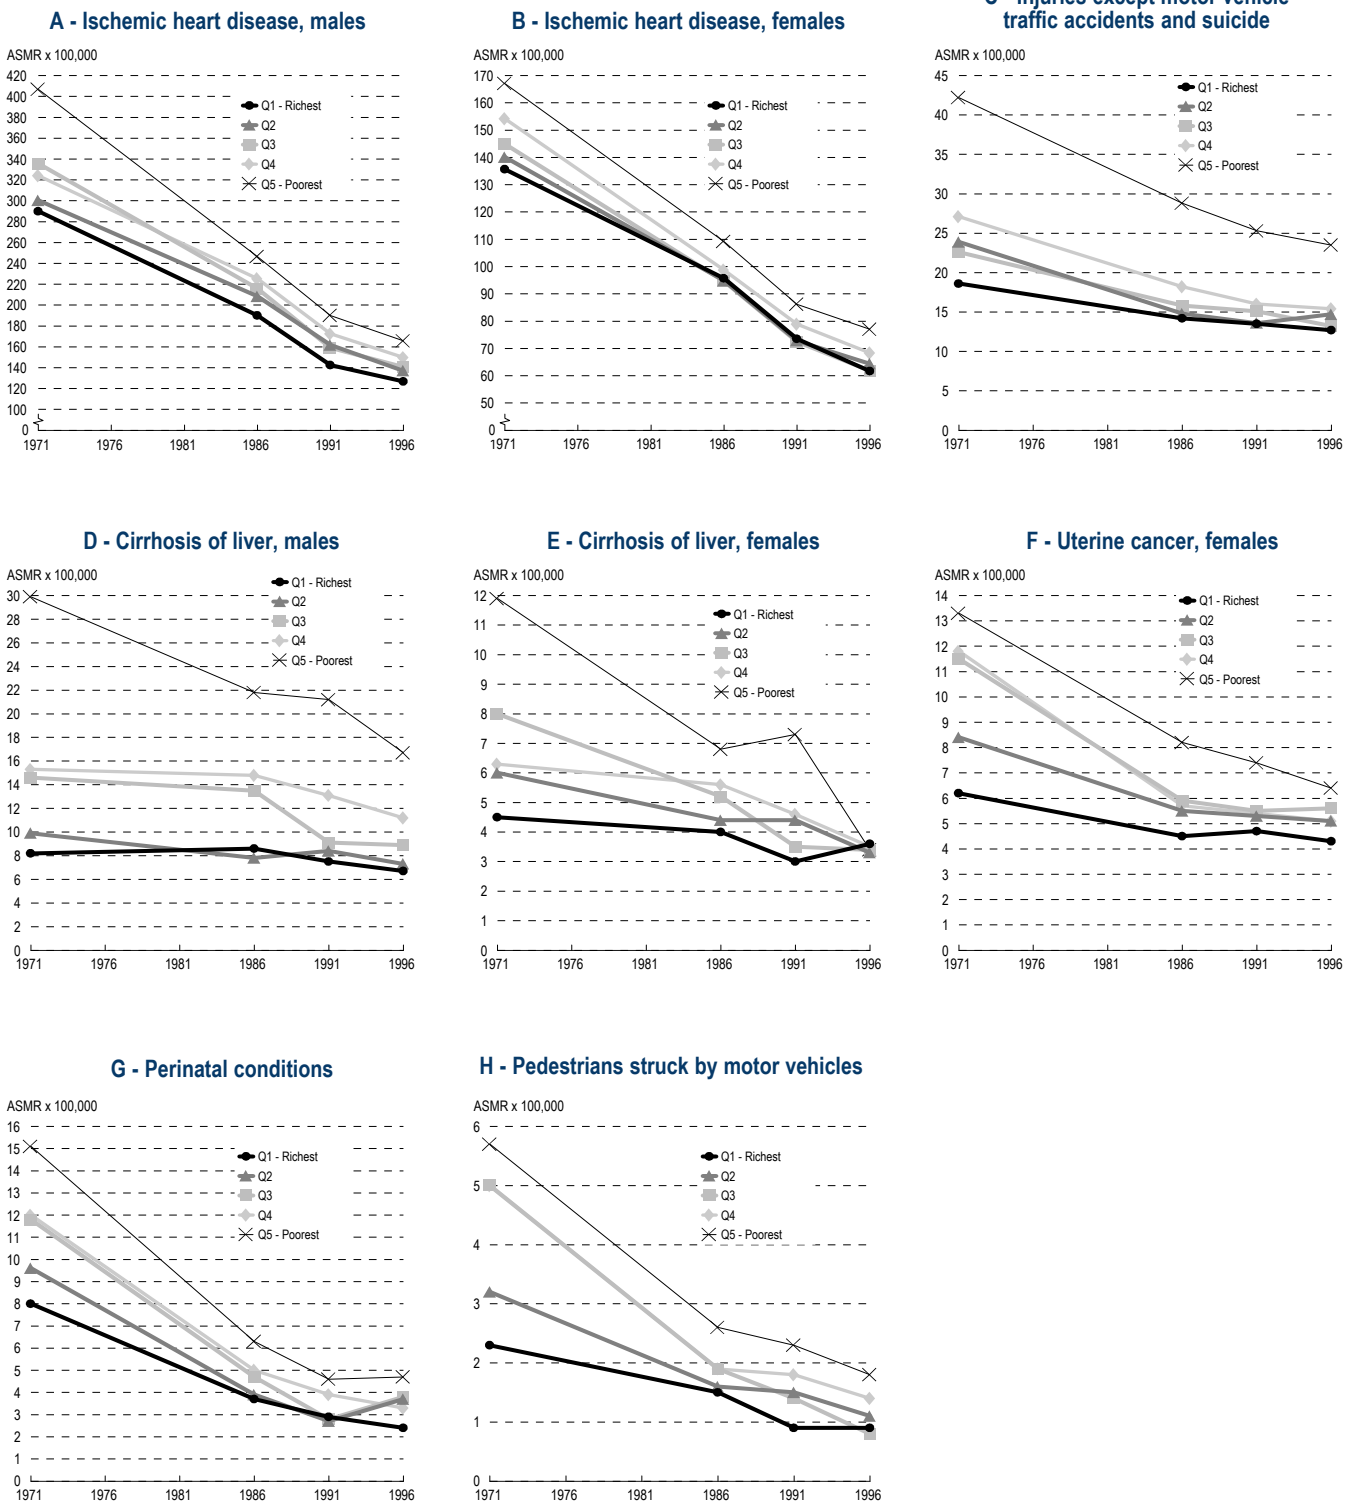 A - Ischemic heart disease, males
ASMR x 100,000
420
400
380
360
340
320
300
280
260
240
220
200
180
160
140
120
100
0
1971 1976 1981 1986 1991 1996
Q1 - Richest
Q2
Q3
Q4
Q5 - Poorest
B - Ischemic heart disease, females
ASMR x 100,000
170
160
150
140
130
120
110
100
90
80
70
60
50
0
1971 1976 1981 1986 1991 1996
Q1 - Richest
Q2
Q3
Q4
Q5 - Poorest
C - Injuries except motor vehicle
traffic accidents and suicide
ASMR x 100,000
45
40
35
30
25
20
15
10
5
0
1971 1976 1981 1986 1991 1996
Q1 - Richest
Q2
Q3
Q4
Q5 - Poorest
D - Cirrhosis of liver, males
ASMR x 100,000
30
28
26
24
22
20
18
16
14
12
10
8
6
4
2
0
1971 1976 1981 1986 1991 1996
Q1 - Richest
Q2
Q3
Q4
Q5 - Poorest
E - Cirrhosis of liver, females
ASMR x 100,000
12
11
10
9
8
7
6
5
4
3
2
1
0
1971 1976 1981 1986 1991 1996
Q1 - Richest
Q2
Q3
Q4
Q5 - Poorest
F - Uterine cancer, females
ASMR x 100,000
14
13
12
11
10
9
8
7
6
5
4
3
2
1
0
1971 1976 1981 1986 1991 1996
Q1 - Richest
Q2
Q3
Q4
Q5 - Poorest
G - Perinatal conditions
ASMR x 100,000
16
15
14
13
12
11
10
9
8
7
6
5
4
3
2
1
0
1971 1976 1981 1986 1991 1996
Q1 - Richest
Q2
Q3
Q4
Q5 - Poorest
H - Pedestrians struck by motor vehicles
ASMR x 100,000
6
5
4
3
2
1
0
1971 1976 1981 1986 1991 1996
Q1 - Richest
Q2
Q3
Q4
Q5 - Poorest